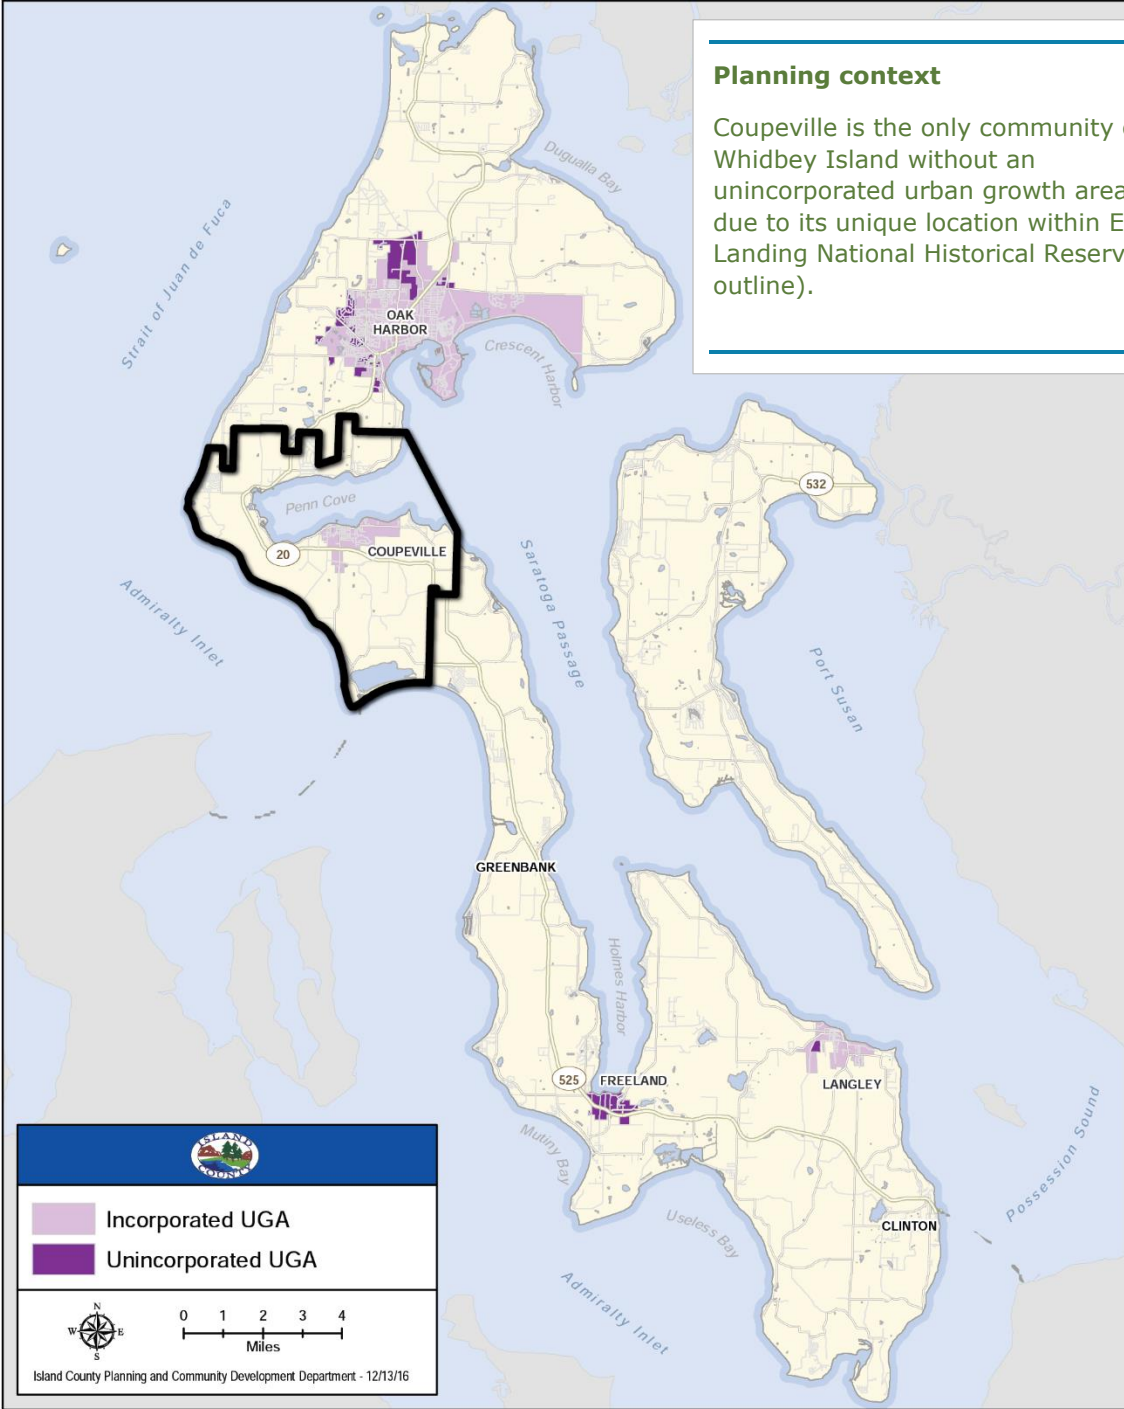 Planning context
Coupeville is the only community
Whidbey Island without an
unincorporated urban growth area
due to its unique location within
Landing National Historical Reserv
outline).
Dugualla Bay
Strait of Juan de Fuca
OAK
HARBOR
Crescent Harbor
532
Penn Cove
20
COUPEVILLE
Saratoga Passage
Admiralty Inlet
Port Susan
GREENBANK
Holmes Harbor
525
FREELAND
LANGLEY
Mutiny Bay
Possession Sound
Useless Bay
CLINTON
Admiralty Inlet
ISLAND
COUNTY
Incorporated UGA
Unincorporated UGA
N
W E
S
0 1 2 3 4
Miles
Island County Planning and Community Development Department - 12/13/16